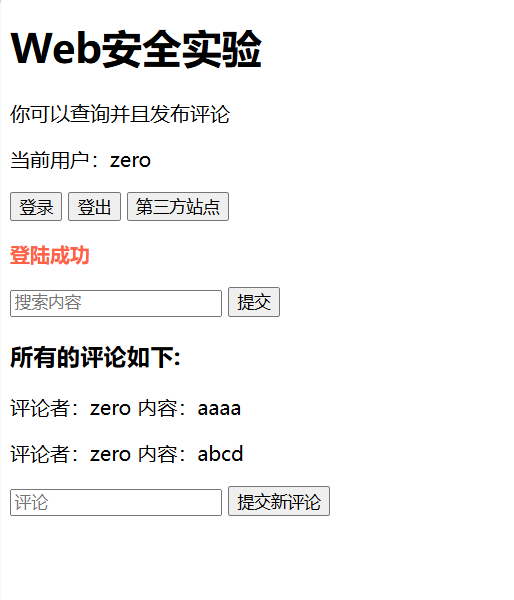 Web安全实验
你可以查询并且发布评论
当前用户：zero
登录 登出 第三方站点
登陆成功
搜索内容 提交
所有的评论如下:
评论者：zero 内容：aaaa
评论者：zero 内容：abcd
评论 提交新评论